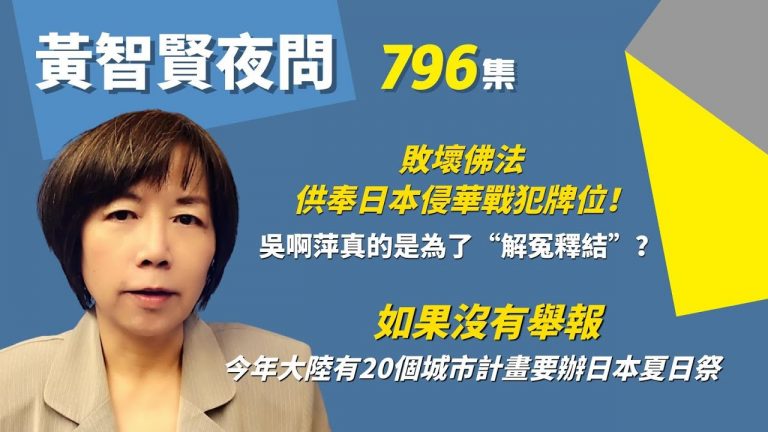 黃智賢夜問 796集
敗壞佛法
供奉日本侵華戰犯牌位!
吳啊萍真的是為了“解冤釋結”?
如果沒有舉報
今年大陸有20個城市計畫要辦日本夏日祭